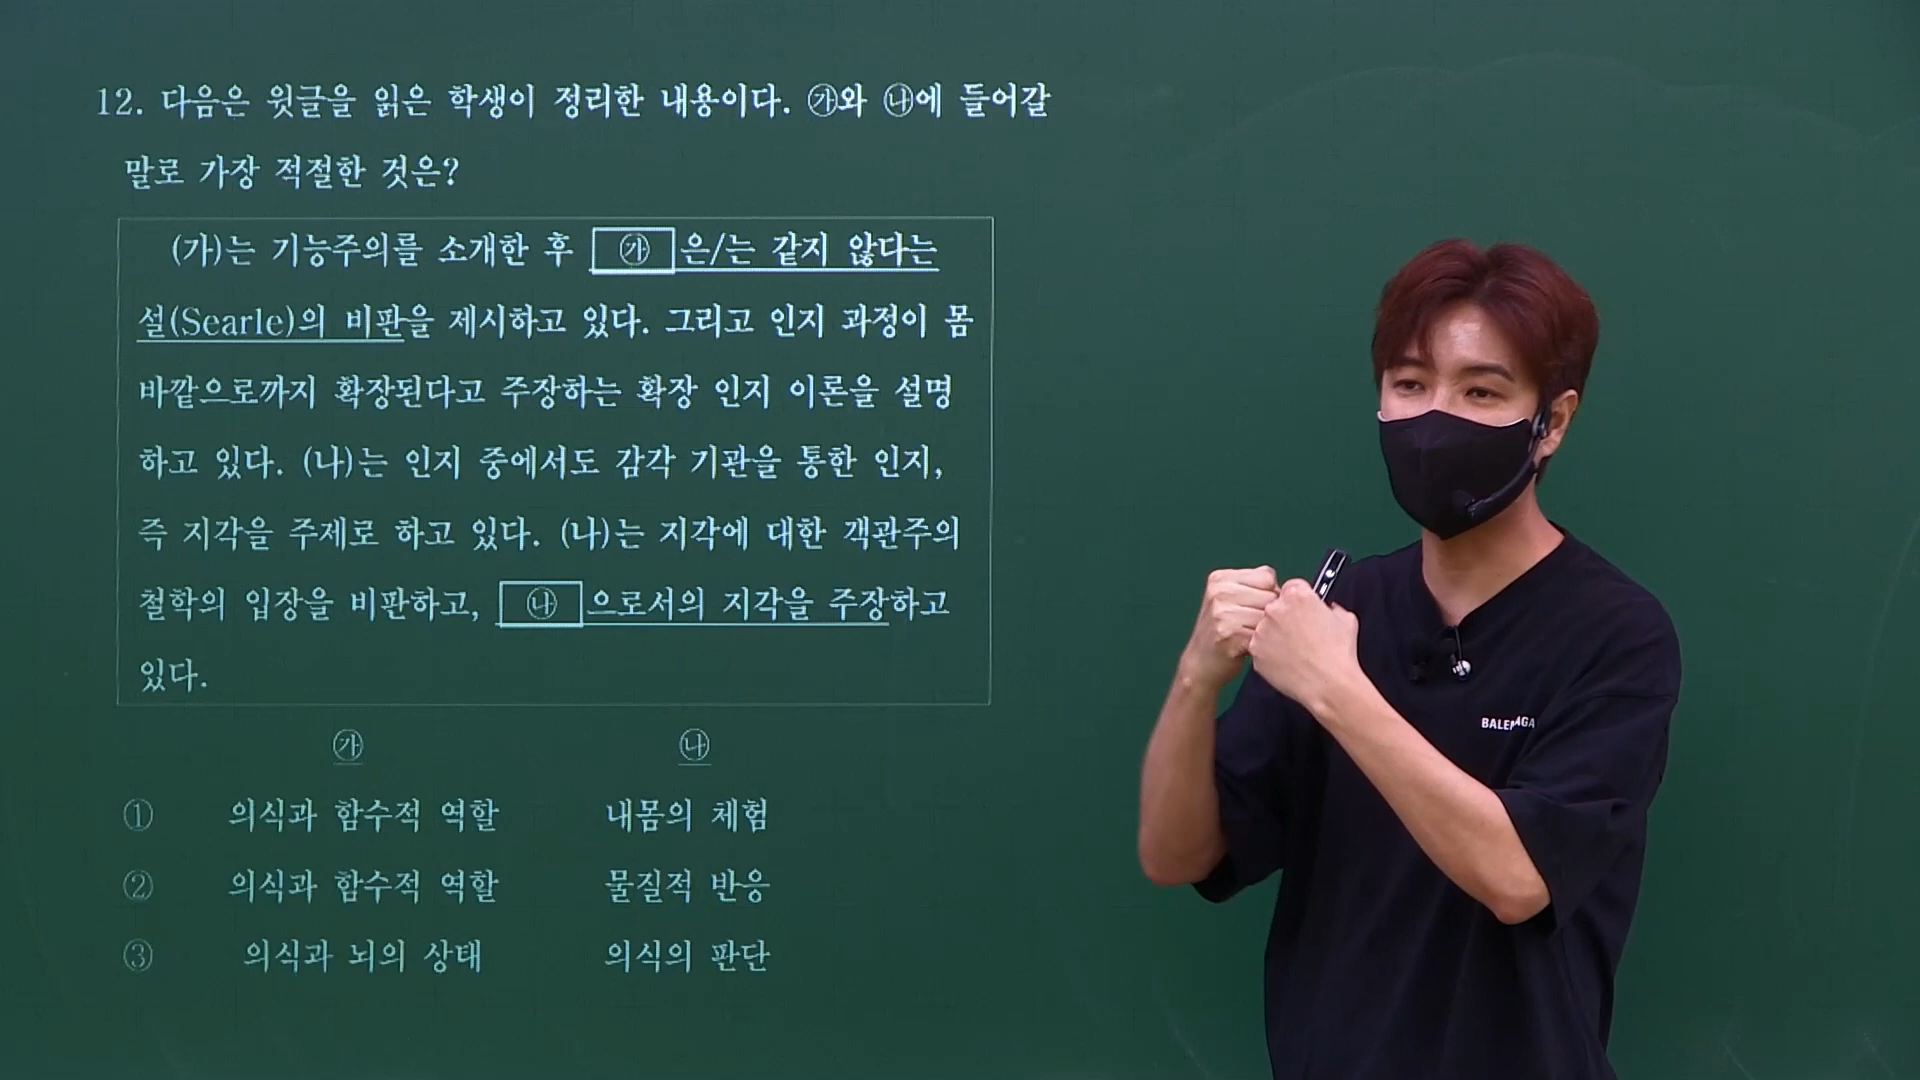 12. 다음은 윗글을 읽은 학생이 정리한 내용이다. ㉮와 ㉯에 들어갈
말로 가장 적절한 것은?
(가)는 기능주의를 소개한 후 ㉮은/는 같지 않다는
설(Searle)의 비판을 제시하고 있다. 그리고 인지 과정이 몸
바깥으로까지 확장된다고 주장하는 확장 인지 이론을 설명
하고 있다. (나)는 인지 중에서도 감각 기관을 통한 인지,
즉 지각을 주제로 하고 있다. (나)는 지각에 대한 객관주의
철학의 입장을 비판하고, ㉯으로서의 지각을 주장하고
있다.
㉮ ㉯
① 의식과 함수적 역할 내몸의 체험
② 의식과 함수적 역할 물질적 반응
③ 의식과 뇌의 상태 의식의 판단